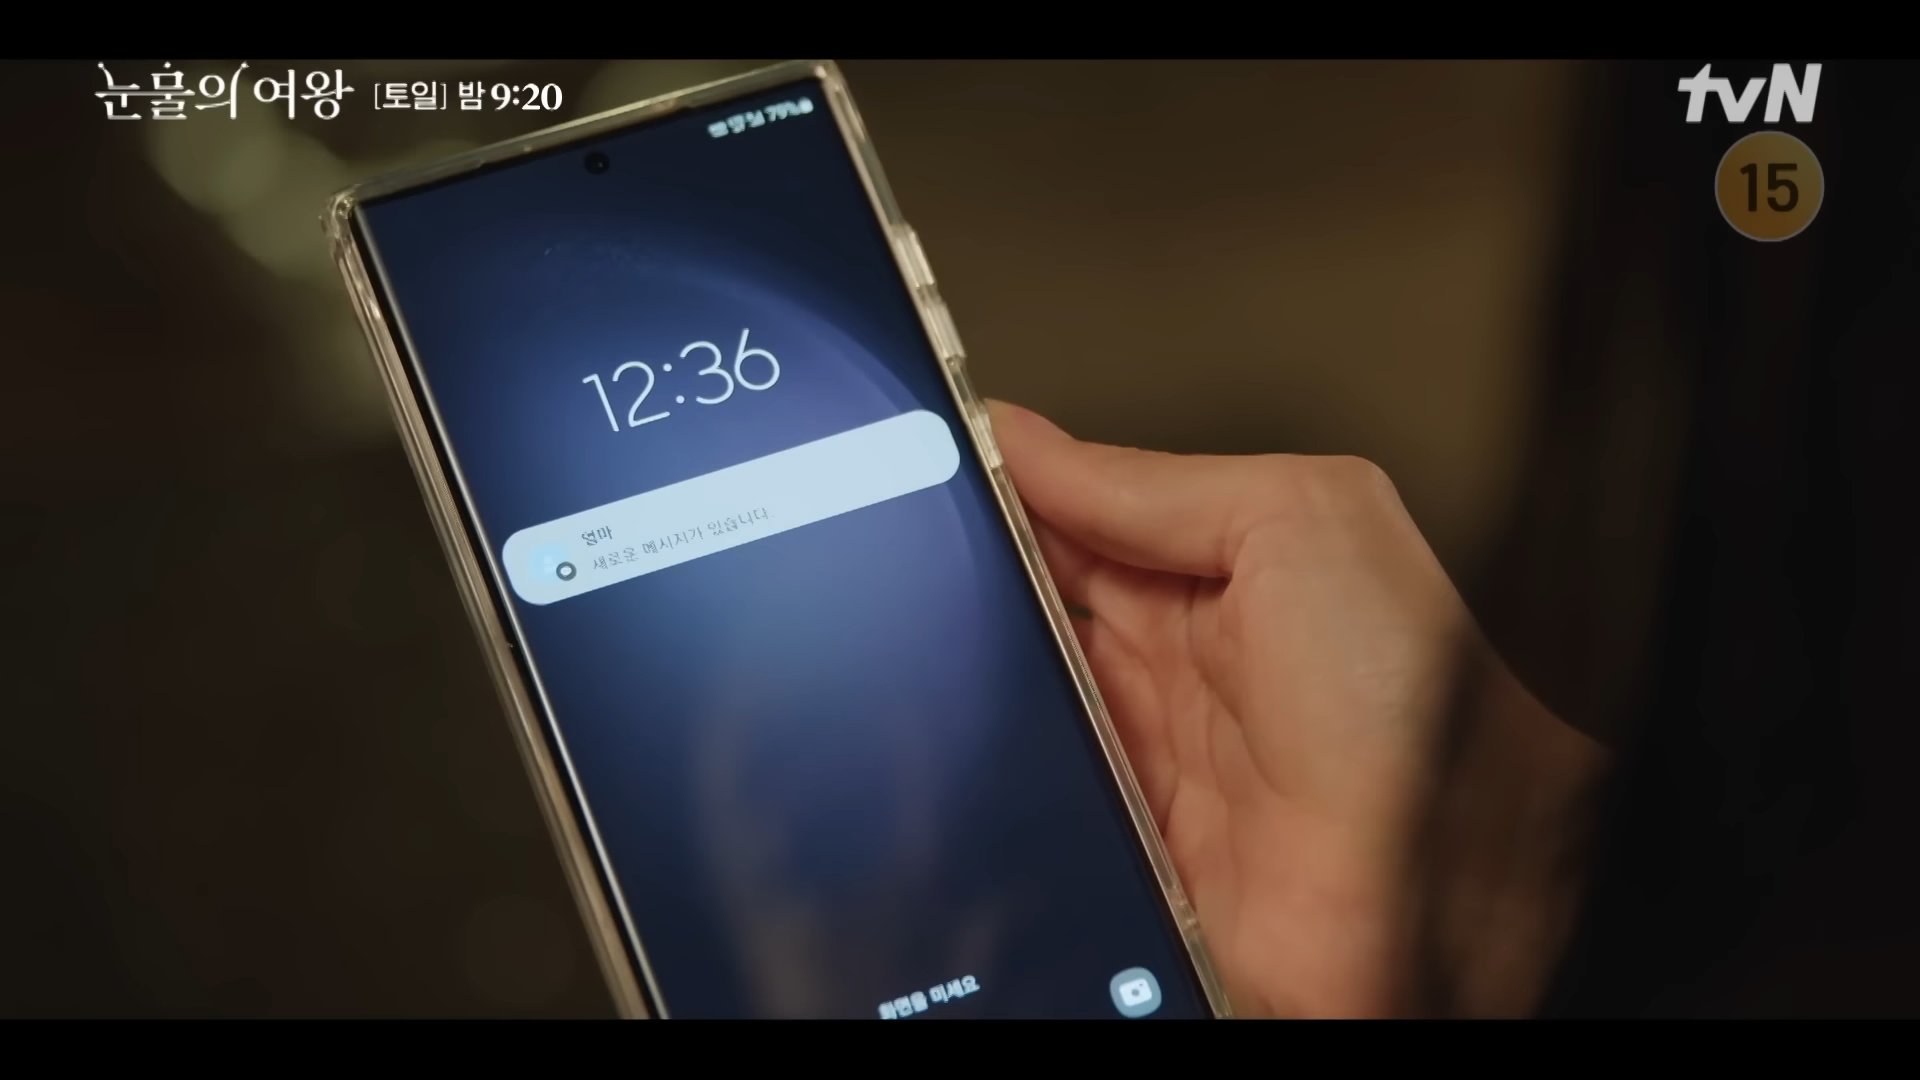 눈물의 여왕 [토일] 밤 9:20
tvN
15
79%
12:36
엄마
새로운 메시지가 있습니다.
화면을 미세요